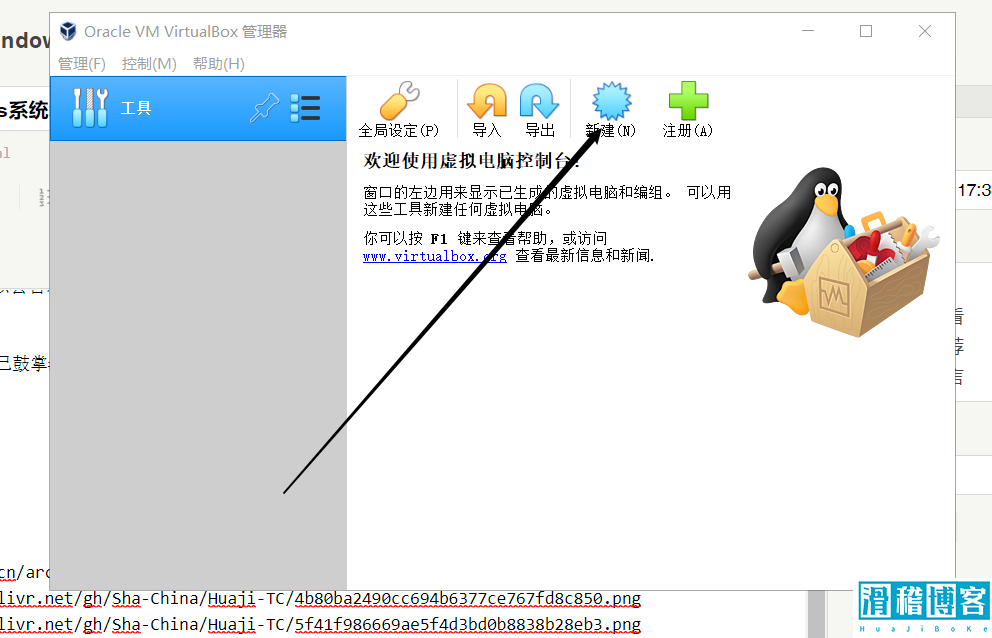 Oracle VM VirtualBox 管理器
管理(F) 控制(M) 帮助(H)
工具
全局设定(P) 导入 导出 新建(N) 注册(A)
欢迎使用虚拟电脑控制台!
窗口的左边用来显示已生成的虚拟电脑和编组。 可以用
这些工具新建任何虚拟电脑。
你可以按 F1 键来查看帮助,或访问
www.virtualbox.org 查看最新信息和新闻.
ndow
s系统
17:3
看
荐
言
己鼓掌
cn/arc
livr.net/gh/Sha-China/Huaji-TC/4b80ba2490cc694b6377ce767fd8c850.png
livr.net/gh/Sha-China/Huaji-TC/5f41f986669ae5f4d3bd0b8838b28eb3.png
滑稽博客
HuaJiBoKe